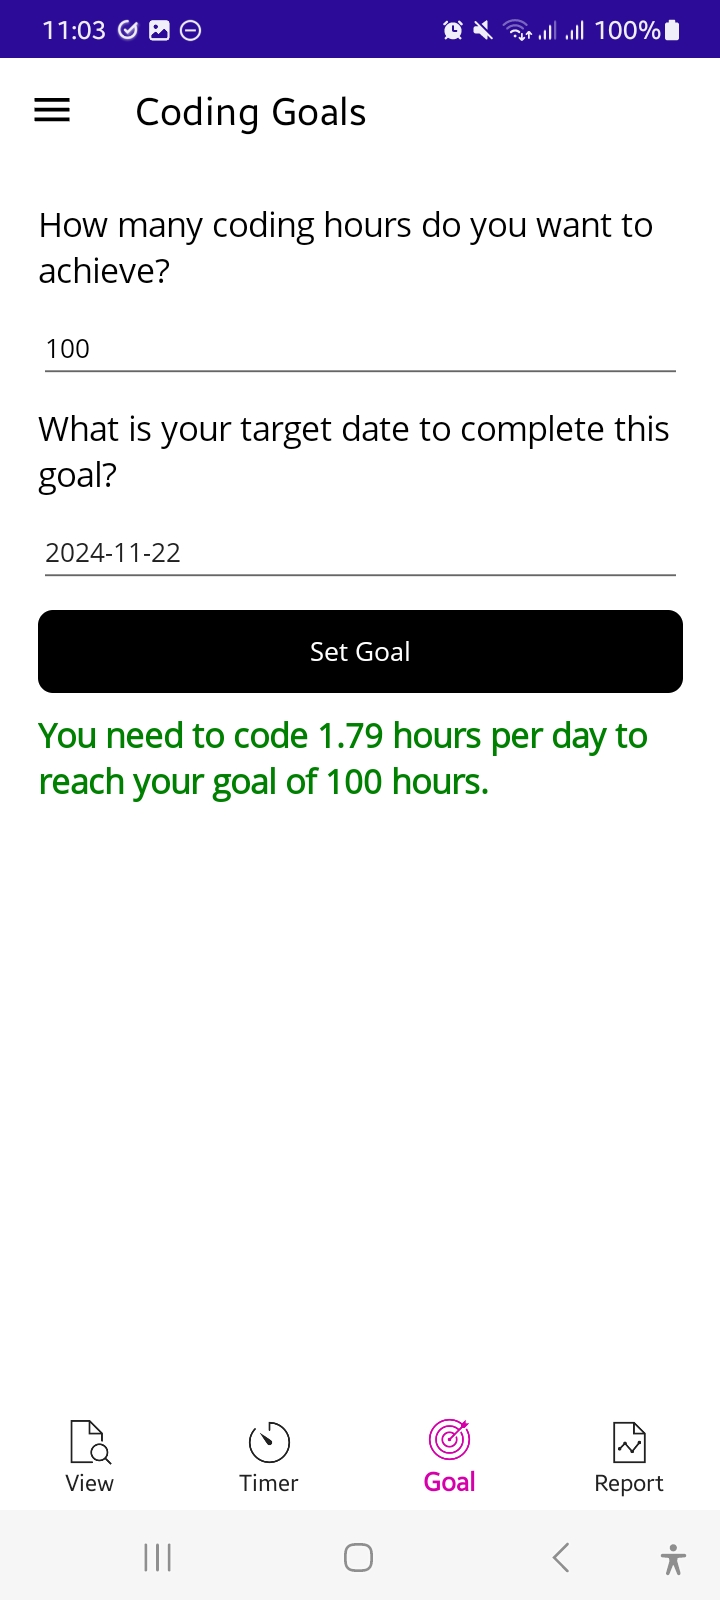 11:03 100%
Coding Goals
How many coding hours do you want to
achieve?
100
What is your target date to complete this
goal?
2024-11-22
Set Goal
You need to code 1.79 hours per day to
reach your goal of 100 hours.
View Timer Goal Report